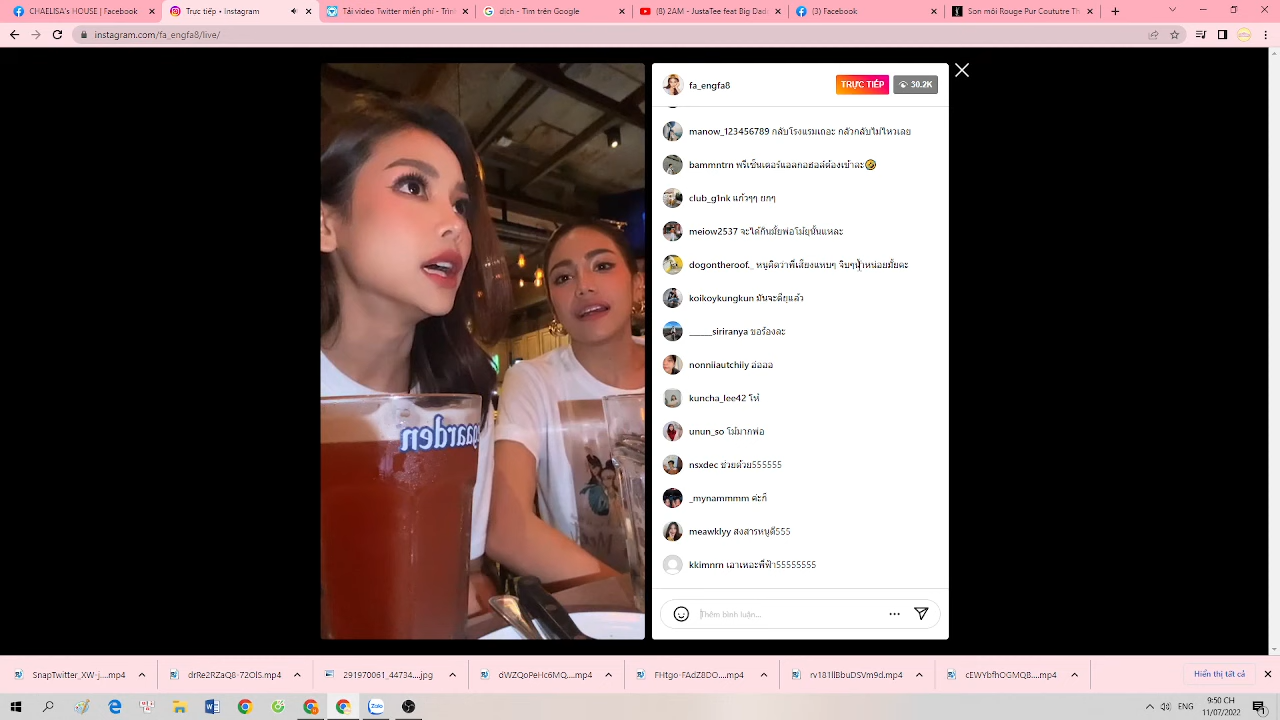 CHAELISA's HOUSE | Facebook
Trực tiếp • Instagram
Tải video Twitter miễn phí - Trình
dịch - Tìm trên Google
(8) 2AM - JustaTee feat Big Dadd
(3) Facebook
Son môi Rouge Pur Coututre Th
instagram.com/fa_engfa8/live/
fa_engfa8
TRỰC TIẾP
30.2K
manow_123456789 กลับโรงแรมเถอะ กลัวกลับไม่ไหวเลย
bammntrn พรีเซ็นเตอร์แอลกอฮอล์ต้องเข้าละ🤣
club_g1nk แก้วๆๆ ยกๆ
meiow2537 จะได้กินมั้ยพ่อโม่ยุนั้นแหละ
dogontheroof._ หนูคิดว่าพี่เสียงแหบๆ จิบๆน้ำหน่อยมั้ยคะ
koikoykungkun มันจะดียุแล้ว
_____siriranya ขอร้องละ
nonniiautchiiy อ๋ออออ
kuncha_lee42 โห้
unun_so โม้มากพ่อ
nsxdec ช่วยด้วย555555
_mynammmm ค่ะก็
meawklyy สงสารหนูดี555
kkimnm เอาเหอะพี่ฟ้า55555555
Thêm bình luận...
SnapTwitter_XW-j....mp4
drRe2RZaQ8-72OlS.mp4
291970061_44734....jpg
dWZQoPeHc6MQ....mp4
FHtgo-FAdZ8DO....mp4
rv181lBbuDSVm9d.mp4
cEWYbfhOGMQB....mp4
Hiển thị tất cả
ENG
9:50 CH
11/07/2022